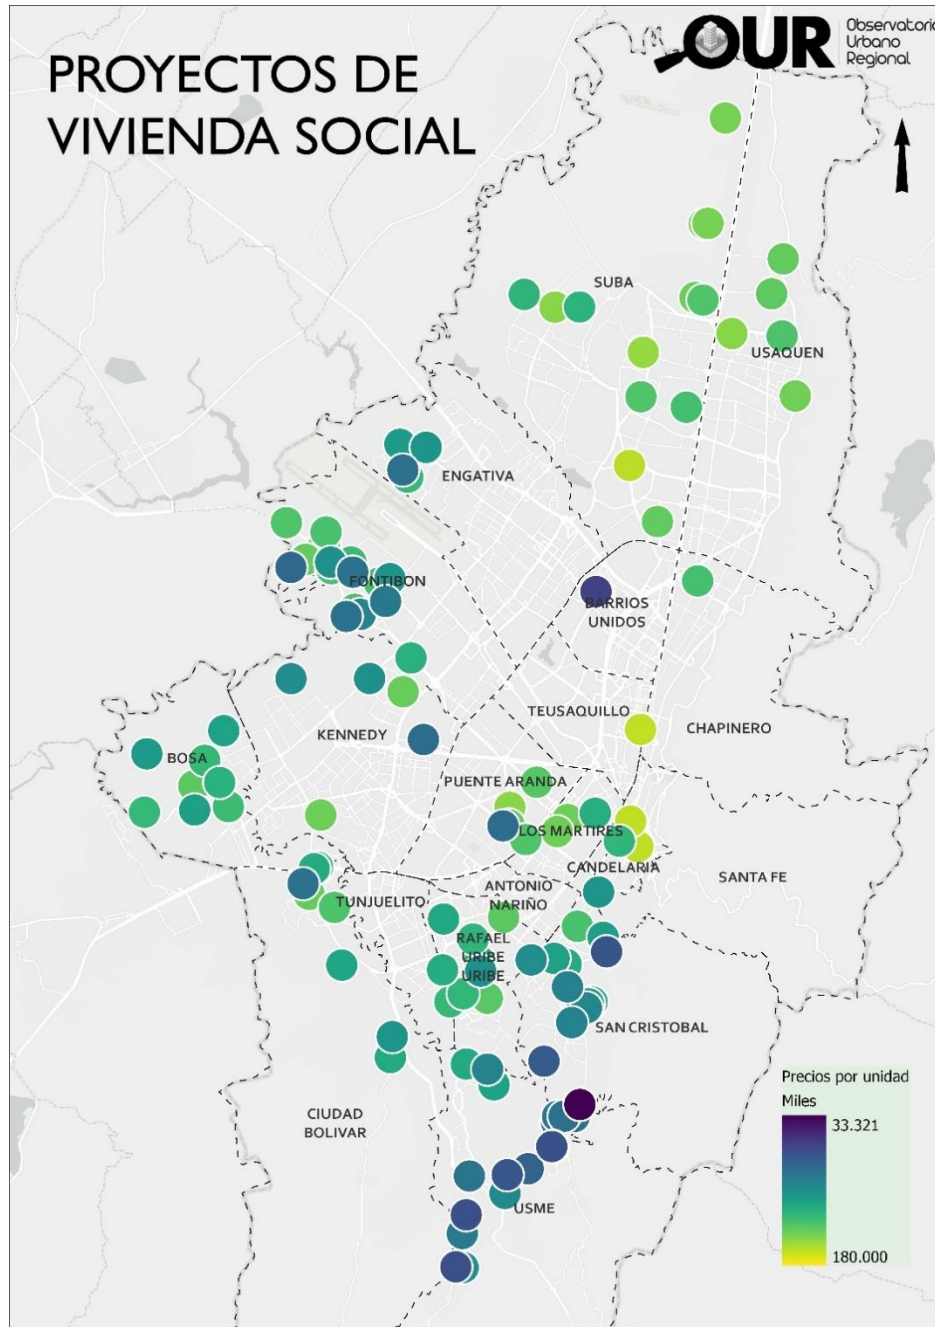 PROYECTOS DE
VIVIENDA SOCIAL
OUR
Observatorio
Urbano
Regional
SUBA
USAQUEN
ENGATIVA
FONTIBON
BARRIOS
UNIDOS
TEUSAQUILLO
CHAPINERO
KENNEDY
BOSA
PUENTE ARANDA
LOS MARTIRES
CANDELARIA
SANTA FE
ANTONIO
NARIÑO
TUNJUELITO
RAFAEL
URIBE
URIBE
SAN CRISTOBAL
CIUDAD
BOLIVAR
USME
Precios por unidad
Miles
33.321
180.000